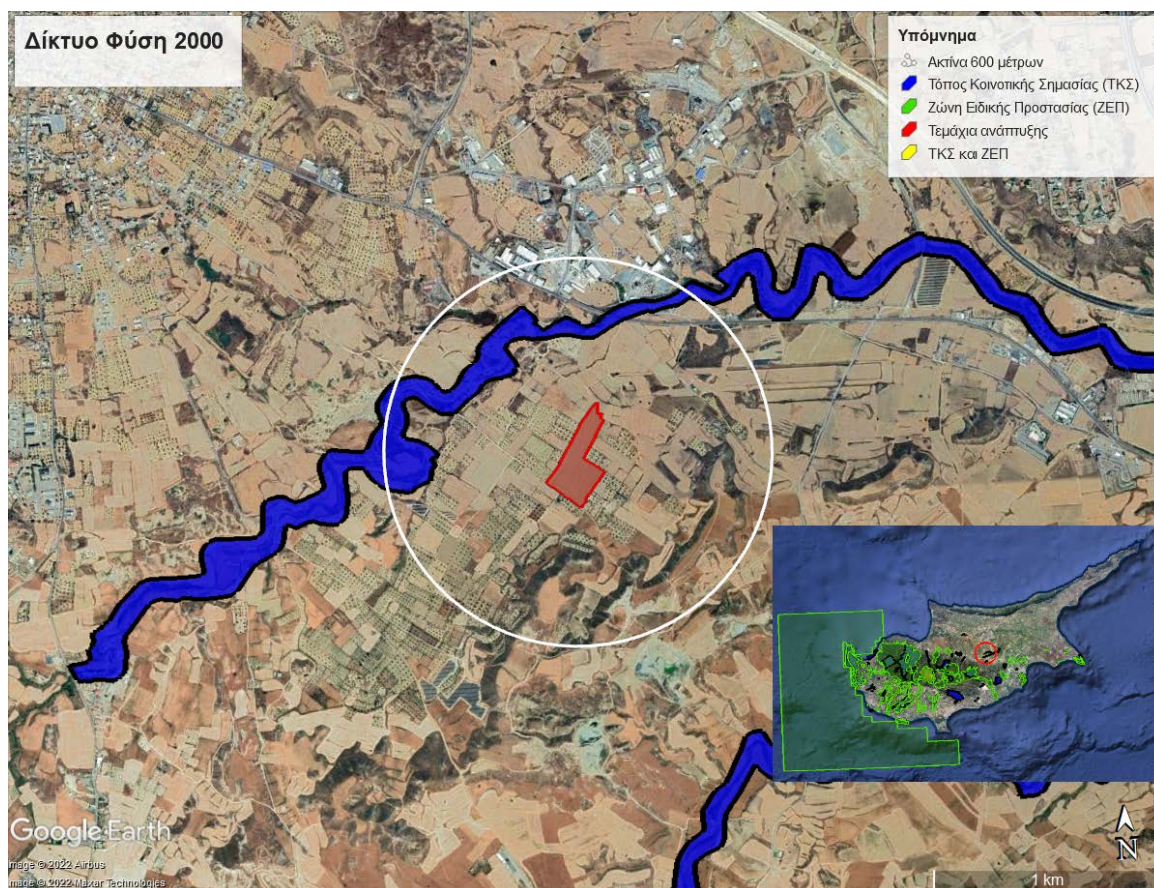 Δίκτυο Φύση 2000
Υπόμνημα
Ακτίνα 600 μέτρων
Τόπος Κοινοτικής Σημασίας (ΤΚΣ)
Ζώνη Ειδικής Προστασίας (ΖΕΠ)
Τεμάχια ανάπτυξης
ΤΚΣ και ΖΕΠ
Google Earth
Image © 2022 Airbus
Image © 2022 Maxar Technologies
N
1 km